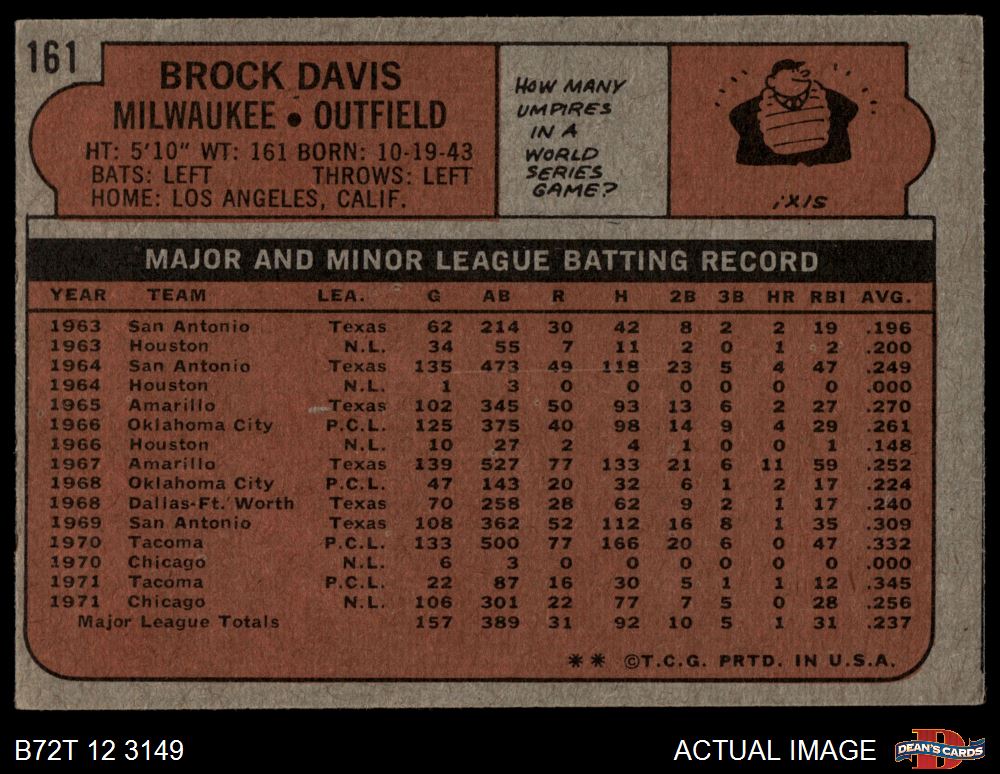 161
BROCK DAVIS
MILWAUKEE • OUTFIELD
HT: 5'10" WT: 161 BORN: 10-19-43
BATS: LEFT THROWS: LEFT
HOME: LOS ANGELES, CALIF.
HOW MANY
UMPIRES
IN A
WORLD
SERIES
GAME?
¡XIS
MAJOR AND MINOR LEAGUE BATTING RECORD
YEAR TEAM LEA. G AB R H 2B 3B HR RBI AVG.
1963 San Antonio Texas 62 214 30 42 8 2 2 19 .196
1963 Houston N.L. 34 55 7 11 2 0 1 2 .200
1964 San Antonio Texas 135 473 49 118 23 5 4 47 .249
1964 Houston N.L. 1 3 0 0 0 0 0 0 .000
1965 Amarillo Texas 102 345 50 93 13 6 2 27 .270
1966 Oklahoma City P.C.L. 125 375 40 98 14 9 4 29 .261
1966 Houston N.L. 10 27 2 4 1 0 0 1 .148
1967 Amarillo Texas 139 527 77 133 21 6 11 59 .252
1968 Oklahoma City P.C.L. 47 143 20 32 6 1 2 17 .224
1968 Dallas-Ft. Worth Texas 70 258 28 62 9 2 1 17 .240
1969 San Antonio Texas 108 362 52 112 16 8 1 35 .309
1970 Tacoma P.C.L. 133 500 77 166 20 6 0 47 .332
1970 Chicago N.L. 6 3 0 0 0 0 0 0 .000
1971 Tacoma P.C.L. 22 87 16 30 5 1 1 12 .345
1971 Chicago N.L. 106 301 22 77 7 5 0 28 .256
Major League Totals 157 389 31 92 10 5 1 31 .237
** ©T.C.G. PRTD. IN U.S.A.
B72T 12 3149
ACTUAL IMAGE
DEAN'S CARDS